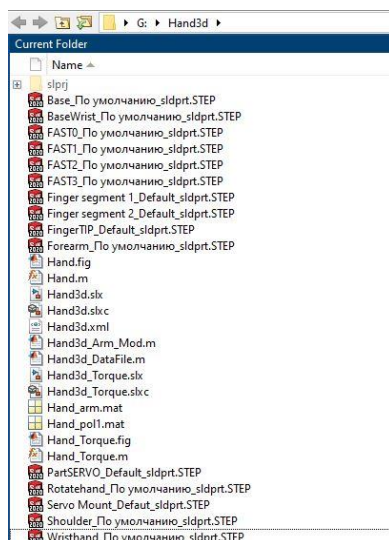 G: Hand3d
Current Folder
Name
slprj
Base_По умолчанию_sldprt.STEP
BaseWrist_По умолчанию_sldprt.STEP
FAST0_По умолчанию_sldprt.STEP
FAST1_По умолчанию_sldprt.STEP
FAST2_По умолчанию_sldprt.STEP
FAST3_По умолчанию_sldprt.STEP
Finger segment 1_Default_sldprt.STEP
Finger segment 2_Default_sldprt.STEP
FingerTIP_Default_sldprt.STEP
Forearm_По умолчанию_sldprt.STEP
Hand.fig
Hand.m
Hand3d.slx
Hand3d.slxc
Hand3d.xml
Hand3d_Arm_Mod.m
Hand3d_DataFile.m
Hand3d_Torque.slx
Hand3d_Torque.slxc
Hand_arm.mat
Hand_pol1.mat
Hand_Torque.fig
Hand_Torque.m
PartSERVO_Default_sldprt.STEP
Rotatehand_По умолчанию_sldprt.STEP
Servo Mount_Defaut_sldprt.STEP
Shoulder_По умолчанию_sldprt.STEP
Wristhand_По умолчанию_sldprt.STEP